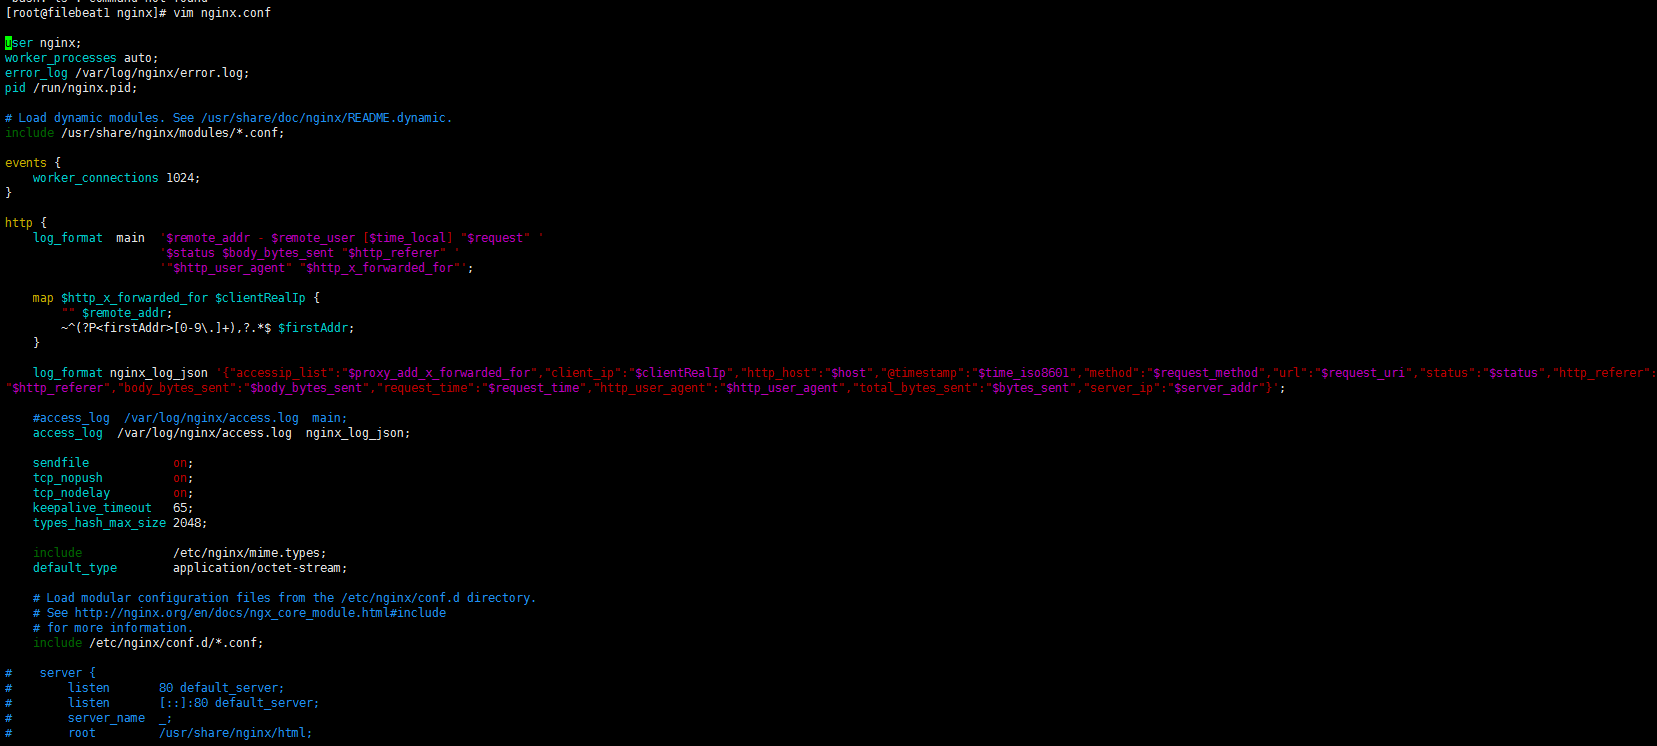 [root@filebeat1 nginx]# vim nginx.conf
user nginx;
worker_processes auto;
error_log /var/log/nginx/error.log;
pid /run/nginx.pid;
# Load dynamic modules. See /usr/share/doc/nginx/README.dynamic.
include /usr/share/nginx/modules/*.conf;
events {
    worker_connections 1024;
}
http {
    log_format  main  '$remote_addr - $remote_user [$time_local] "$request" '
                      '$status $body_bytes_sent "$http_referer" '
                      '"$http_user_agent" "$http_x_forwarded_for"';
    map $http_x_forwarded_for $clientRealIp {
        "" $remote_addr;
        ~^(?P<firstAddr>[0-9\.]+),?.*$ $firstAddr;
    }
    log_format nginx_log_json '{"accessip_list":"$proxy_add_x_forwarded_for","client_ip":"$clientRealIp","http_host":"$host","@timestamp":"$time_iso8601","method":"$request_method","url":"$request_uri","status":"$status","http_referer":
"$http_referer","body_bytes_sent":"$body_bytes_sent","request_time":"$request_time","http_user_agent":"$http_user_agent","total_bytes_sent":"$bytes_sent","server_ip":"$server_addr"}';
    #access_log  /var/log/nginx/access.log  main;
    access_log  /var/log/nginx/access.log  nginx_log_json;
    sendfile            on;
    tcp_nopush          on;
    tcp_nodelay         on;
    keepalive_timeout   65;
    types_hash_max_size 2048;
    include             /etc/nginx/mime.types;
    default_type        application/octet-stream;
    # Load modular configuration files from the /etc/nginx/conf.d directory.
    # See http://nginx.org/en/docs/ngx_core_module.html#include
    # for more information.
    include /etc/nginx/conf.d/*.conf;
#    server {
#        listen       80 default_server;
#        listen       [::]:80 default_server;
#        server_name  _;
#        root         /usr/share/nginx/html;